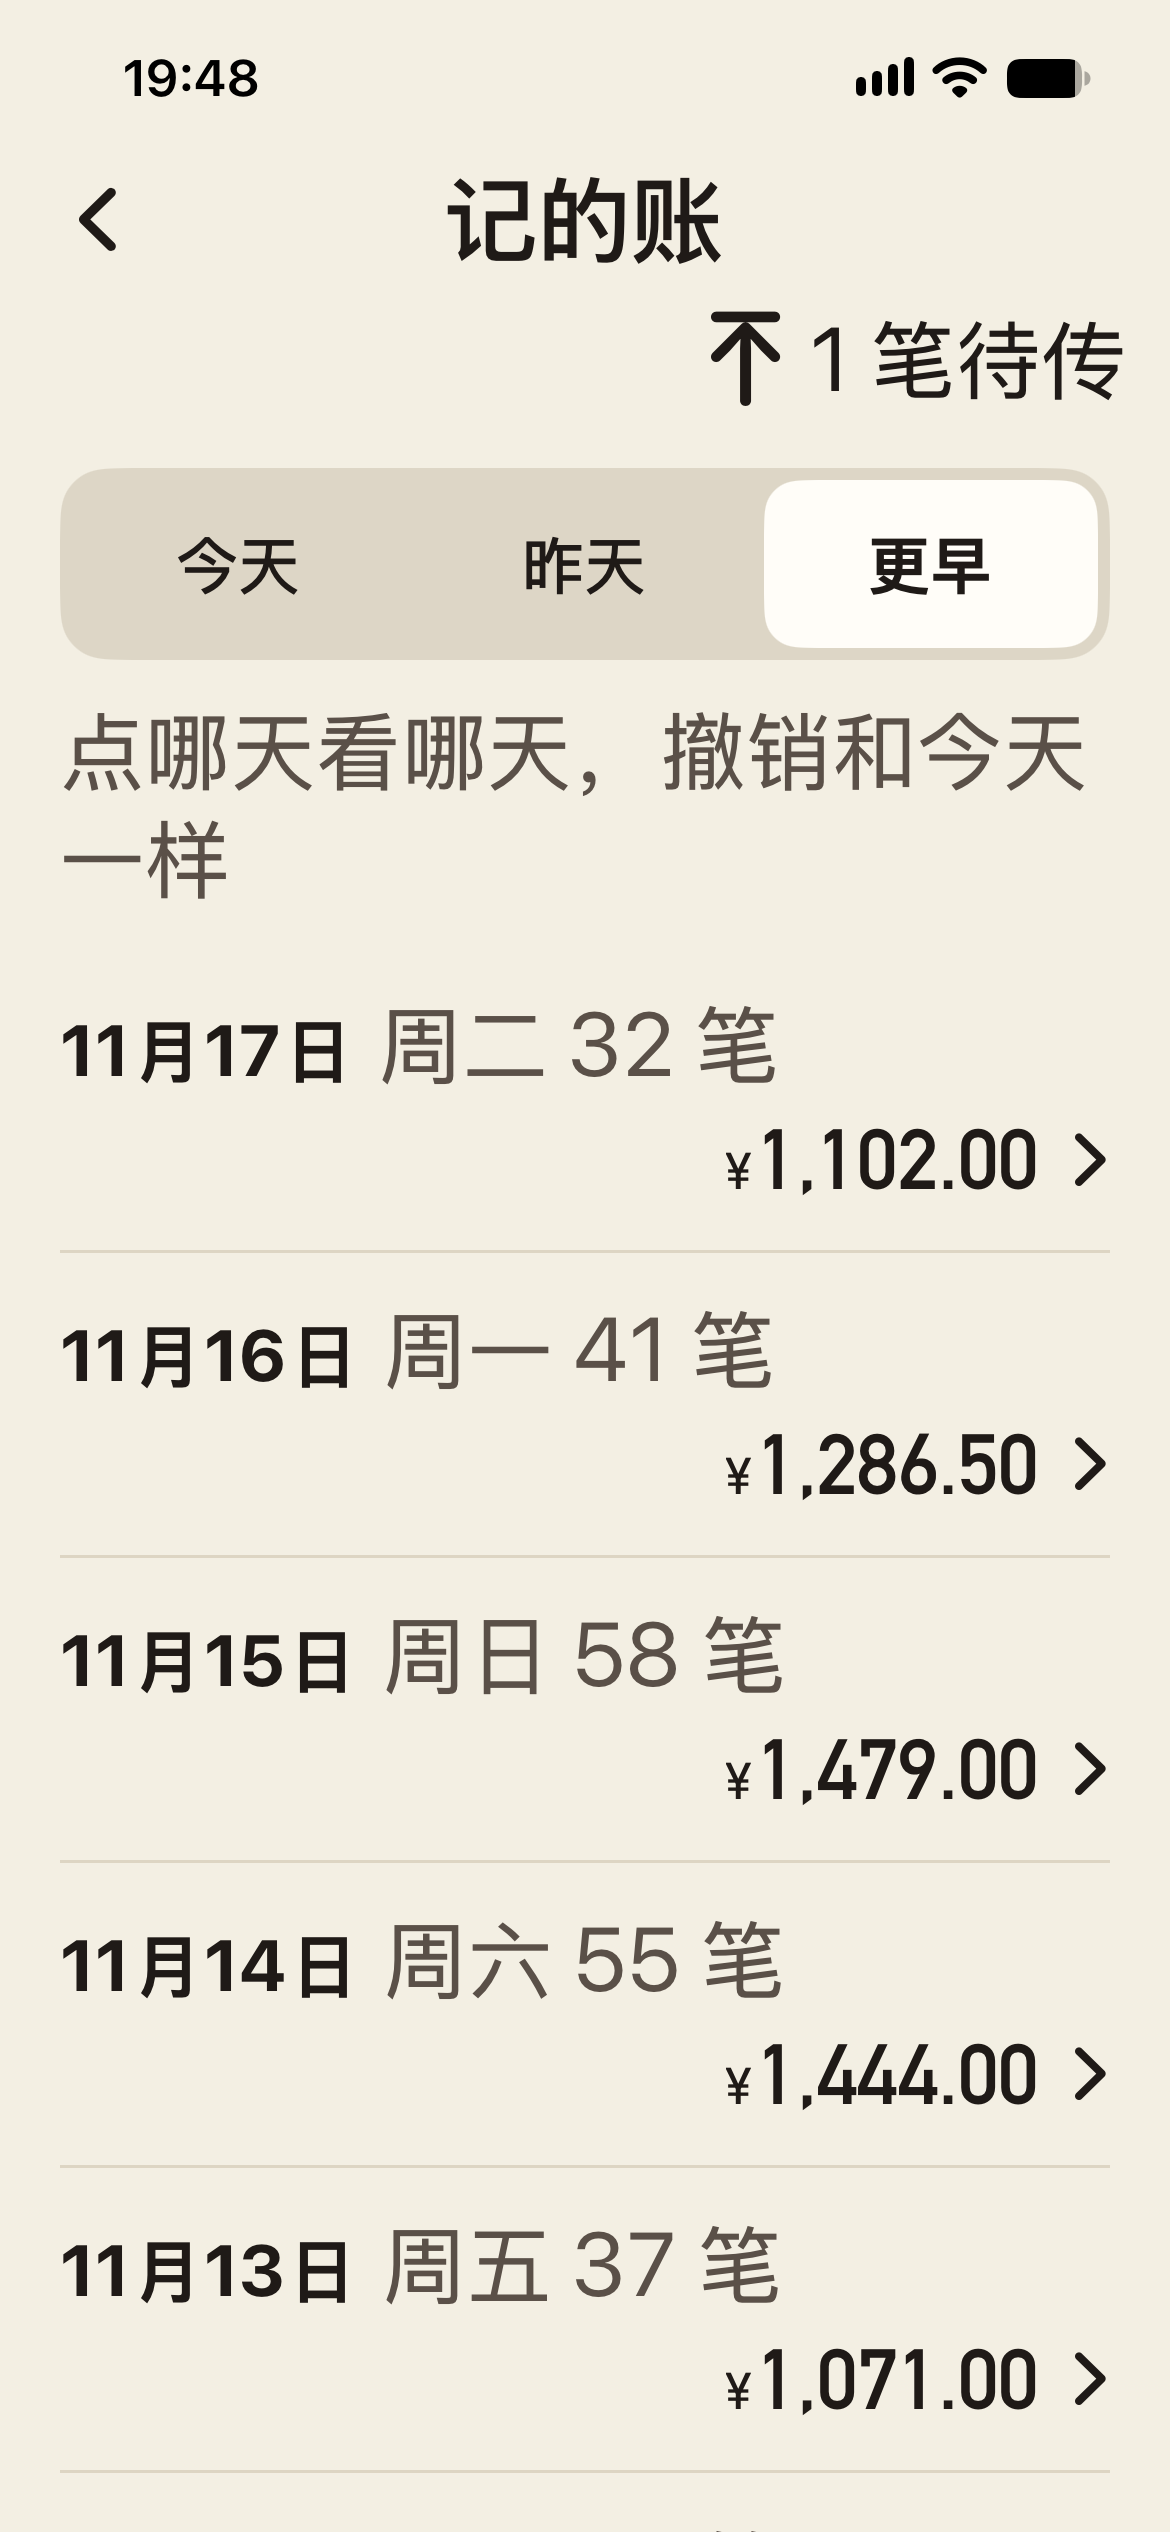 19:48
记的账
1 笔待传
今天 昨天 更早
点哪天看哪天，撤销和今天
一样
11月17日 周二 32 笔
¥1,102.00
11月16日 周一 41 笔
¥1,286.50
11月15日 周日 58 笔
¥1,479.00
11月14日 周六 55 笔
¥1,444.00
11月13日 周五 37 笔
¥1,071.00